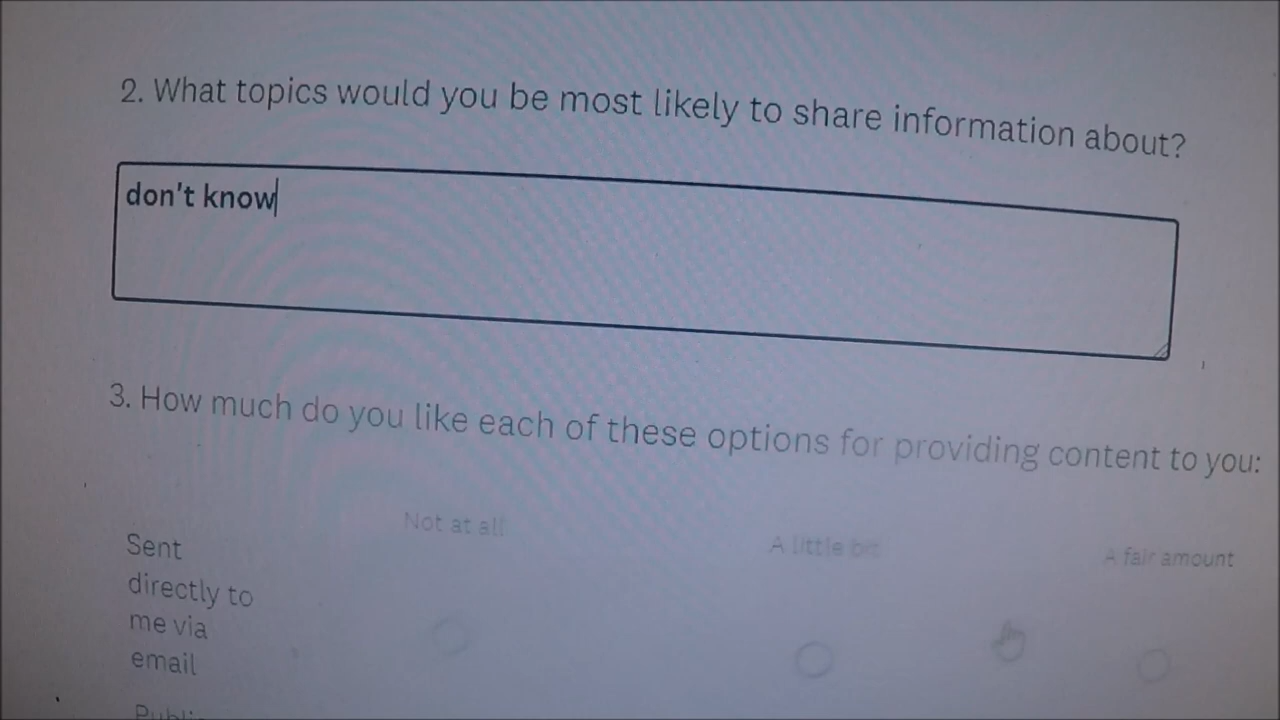 2. What topics would you be most likely to share information about?
don't know
3. How much do you like each of these options for providing content to you:
Not at all
A little bit
A fair amount
Sent
directly to
me via
email